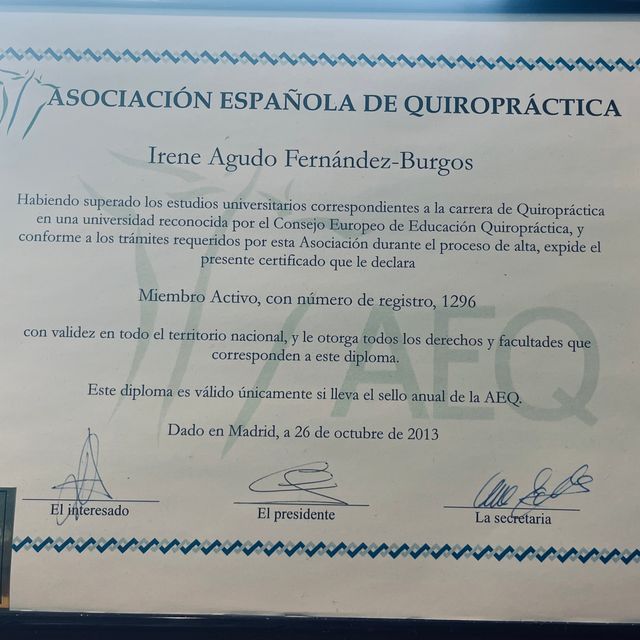 ASOCIACIÓN ESPAÑOLA DE QUIROPRÁCTICA
Irene Agudo Fernández-Burgos
Habiendo superado los estudios universitarios correspondientes a la carrera de Quiropráctica
en una universidad reconocida por el Consejo Europeo de Educación Quiropráctica, y
conforme a los trámites requeridos por esta Asociación durante el proceso de alta, expide el
presente certificado que le declara
Miembro Activo, con número de registro, 1296
con validez en todo el territorio nacional, y le otorga todos los derechos y facultades que
corresponden a este diploma.
AEQ
Este diploma es válido únicamente si lleva el sello anual de la AEQ.
Dado en Madrid, a 26 de octubre de 2013
El interesado
El presidente
La secretaria